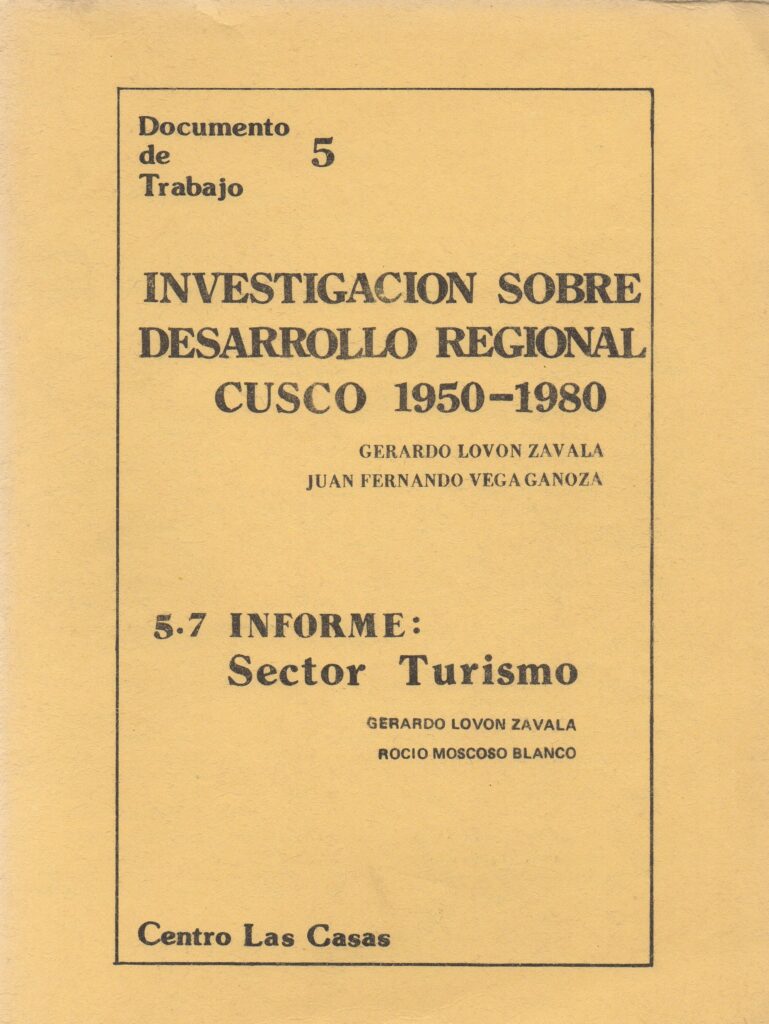 Documento
de 5
Trabajo
INVESTIGACION SOBRE
DESARROLLO REGIONAL
CUSCO 1950-1980
GERARDO LOVON ZAVALA
JUAN FERNANDO VEGA GANOZA
5.7 INFORME:
Sector Turismo
GERARDO LOVON ZAVALA
ROCIO MOSCOSO BLANCO
Centro Las Casas